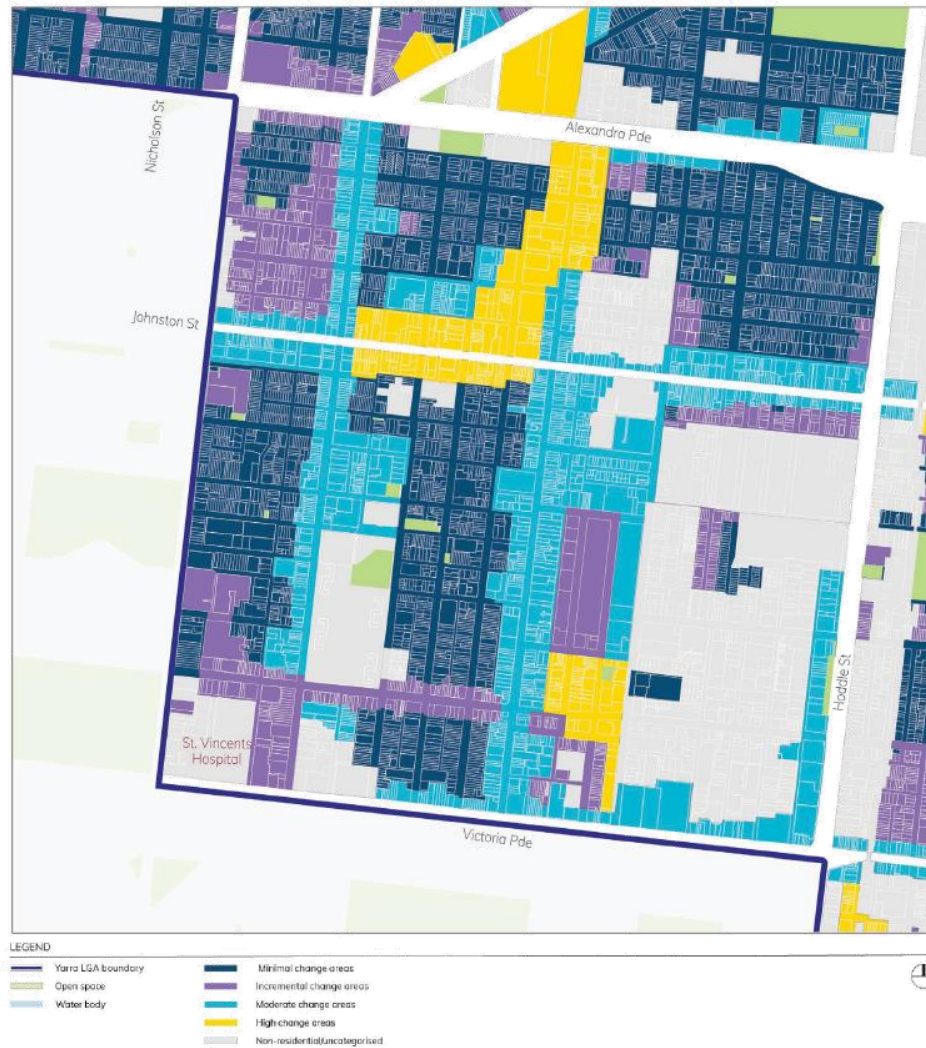 Nicholson St
Alexandra Pde
Johnston St
Hoddle St
St. Vincents
Hospital
Victoria Pde
LEGEND
Yarra LGA boundary
Open space
Water body
Minimal change areas
Incremental change areas
Moderate change areas
High change areas
Non-residential/uncategorised